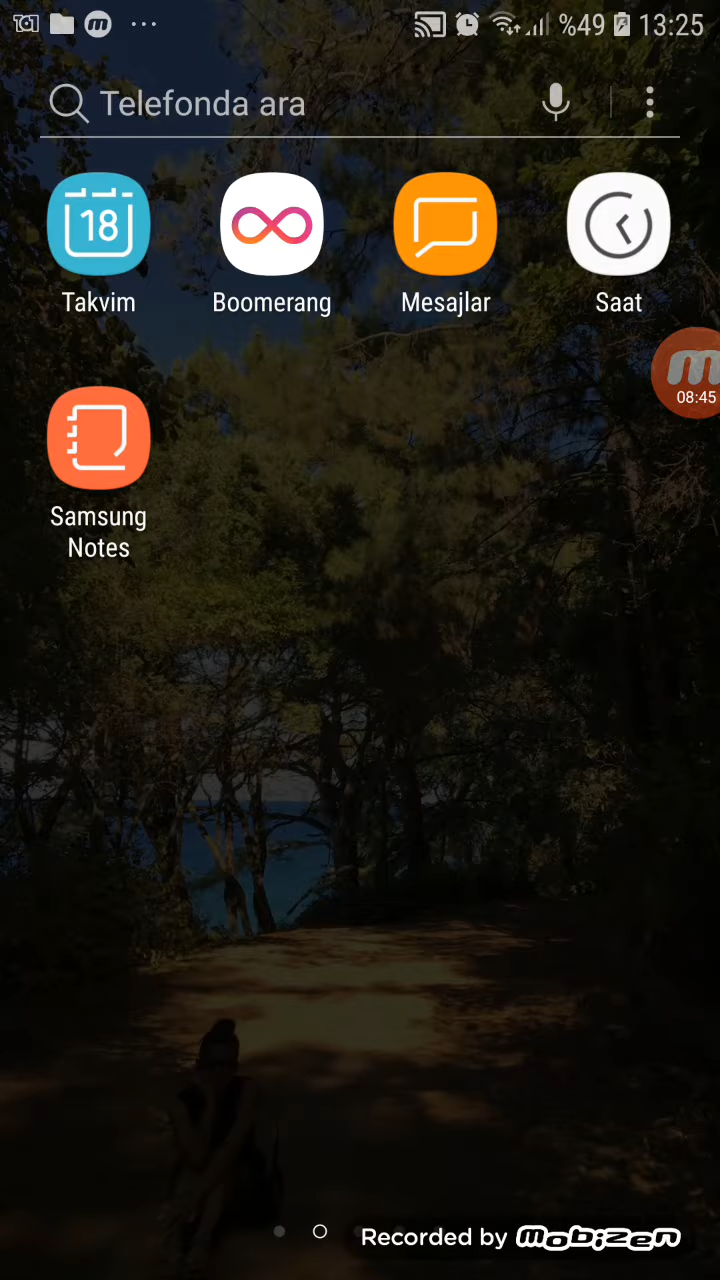 %49 13:25
Telefonda ara
18
Takvim
Boomerang
Mesajlar
Saat
08:45
Samsung
Notes
Recorded by mobizen